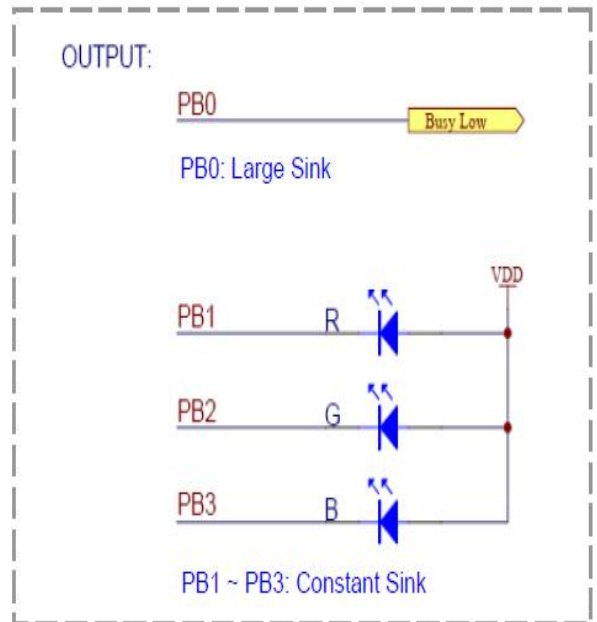 OUTPUT:
PB0
Busy Low
PB0: Large Sink
VDD
PB1
R
PB2
G
PB3
B
PB1 ~ PB3: Constant Sink